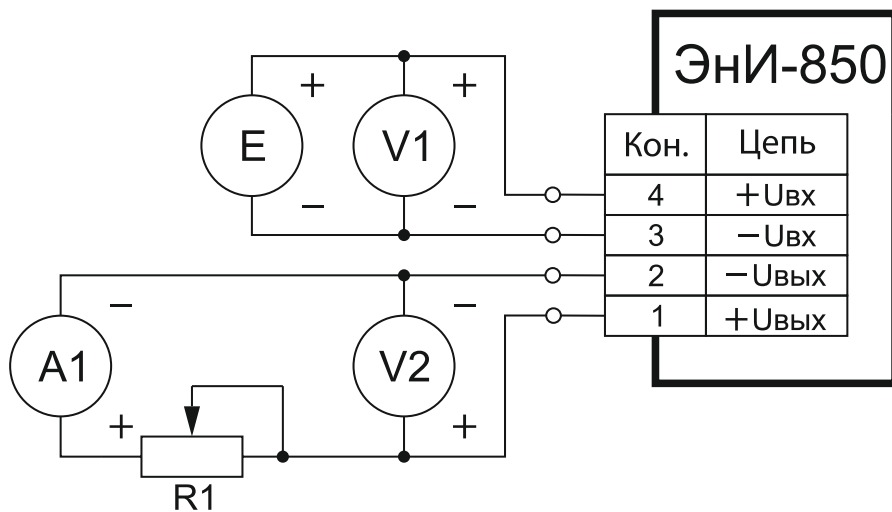 ЭнИ-850
+ +
E V1
Кон. Цепь
− −
4 +Uвх
3 −Uвх
2 −Uвых
1 +Uвых
− −
A1 V2
+ +
R1